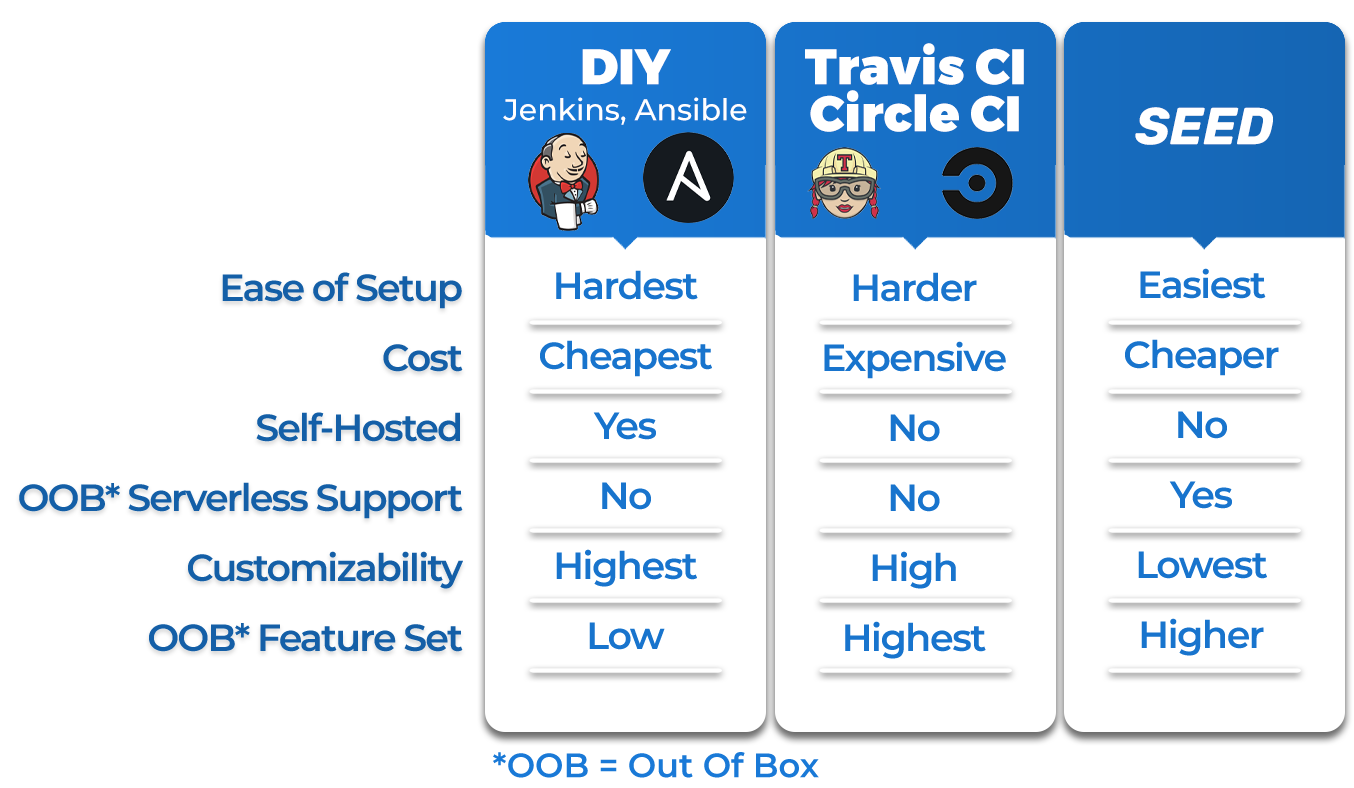 DIY
Jenkins, Ansible
Travis CI
Circle CI
T
SEED
Ease of Setup Hardest Harder Easiest
Cost Cheapest Expensive Cheaper
Self-Hosted Yes No No
OOB* Serverless Support No No Yes
Customizability Highest High Lowest
OOB* Feature Set Low Highest Higher
*OOB = Out Of Box